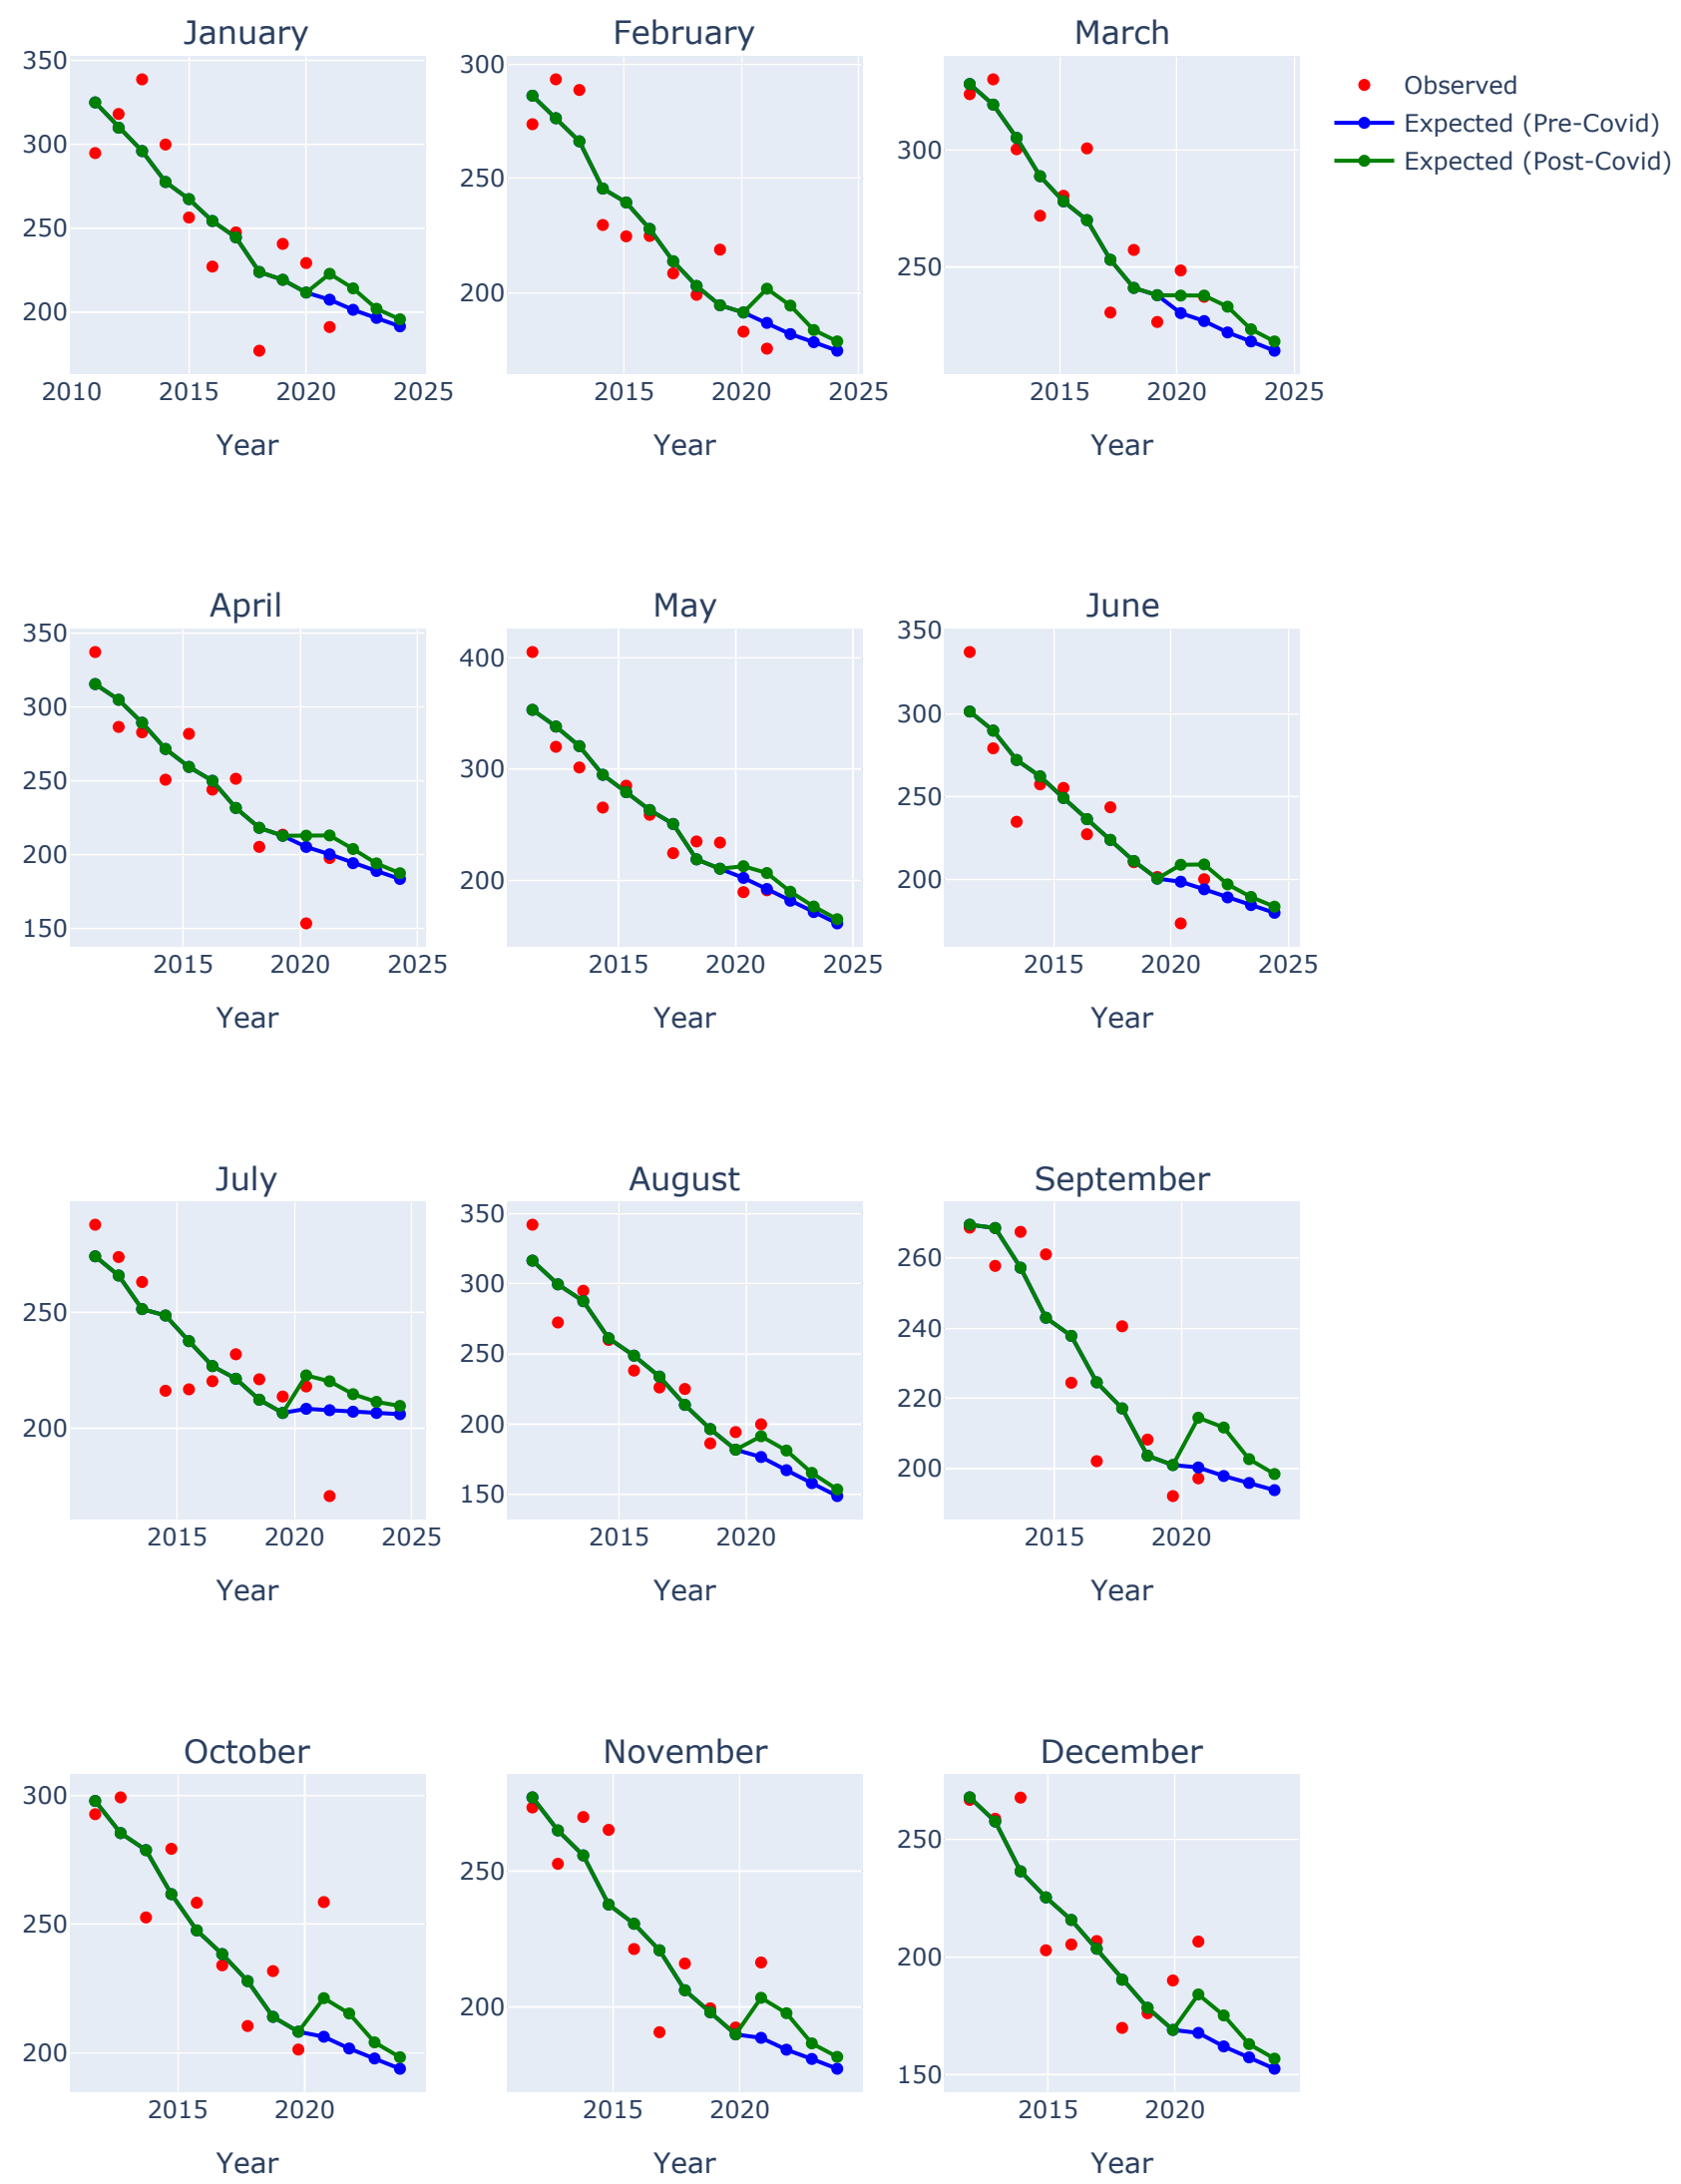 January February March
350
300
250
200
2010 2015 2020 2025
Year
300
250
200
2015 2020 2025
Year
300
250
2015 2020 2025
Year
Observed
Expected (Pre-Covid)
Expected (Post-Covid)
April May June
350
300
250
200
150
2015 2020 2025
Year
400
300
200
2015 2020 2025
Year
350
300
250
200
2015 2020 2025
Year
July August September
250
200
2015 2020 2025
Year
350
300
250
200
150
2015 2020
Year
260
240
220
200
2015 2020
Year
October November December
300
250
200
2015 2020
Year
250
200
2015 2020
Year
250
200
150
2015 2020
Year